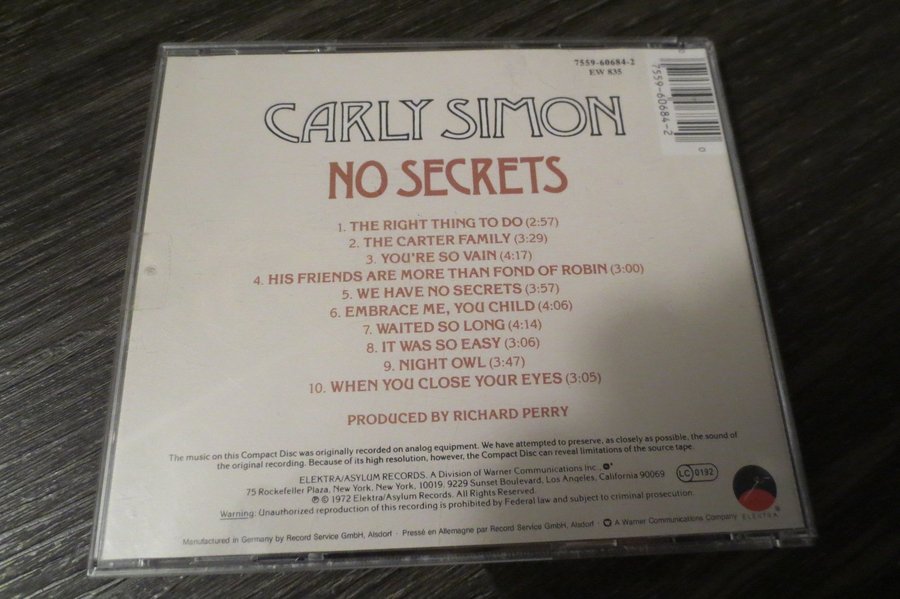 7559-60684-2
EW 835
7559-60684-2
0
CARLY SIMON
NO SECRETS
1. THE RIGHT THING TO DO (2:57)
2. THE CARTER FAMILY (3:29)
3. YOU'RE SO VAIN (4:17)
4. HIS FRIENDS ARE MORE THAN FOND OF ROBIN (3:00)
5. WE HAVE NO SECRETS (3:57)
6. EMBRACE ME, YOU CHILD (4:06)
7. WAITED SO LONG (4:14)
8. IT WAS SO EASY (3:06)
9. NIGHT OWL (3:47)
10. WHEN YOU CLOSE YOUR EYES (3:05)
PRODUCED BY RICHARD PERRY
The music on this Compact Disc was originally recorded on analog equipment. We have attempted to preserve, as closely as possible, the sound of
the original recording. Because of its high resolution, however, the Compact Disc can reveal limitations of the source tape.
ELEKTRA/ASYLUM RECORDS, A Division of Warner Communications Inc.,
75 Rockefeller Plaza, New York, New York, 10019, 9229 Sunset Boulevard, Los Angeles, California 90069
LC 0192
℗ © 1972 Elektra/Asylum Records. All Rights Reserved.
Warning: Unauthorized reproduction of this recording is prohibited by Federal law and subject to criminal prosecution.
Manufactured in Germany by Record Service GmbH, Alsdorf · Pressé en Allemagne par Record Service GmbH, Alsdorf · A Warner Communications Company
ELEKTRA